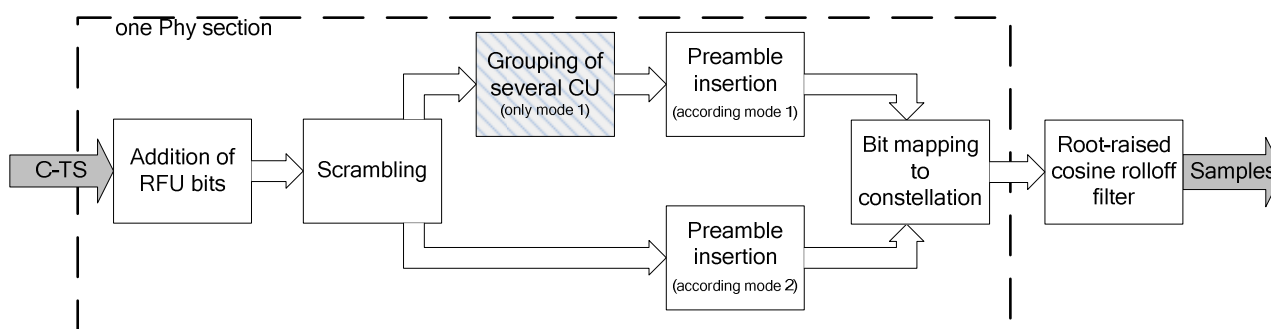 one Phy section
C-TS
Addition of
RFU bits
Scrambling
Grouping of
several CU
(only mode 1)
Preamble
insertion
(according mode 1)
Preamble
insertion
(according mode 2)
Bit mapping
to
constellation
Root-raised
cosine rolloff
filter
Samples